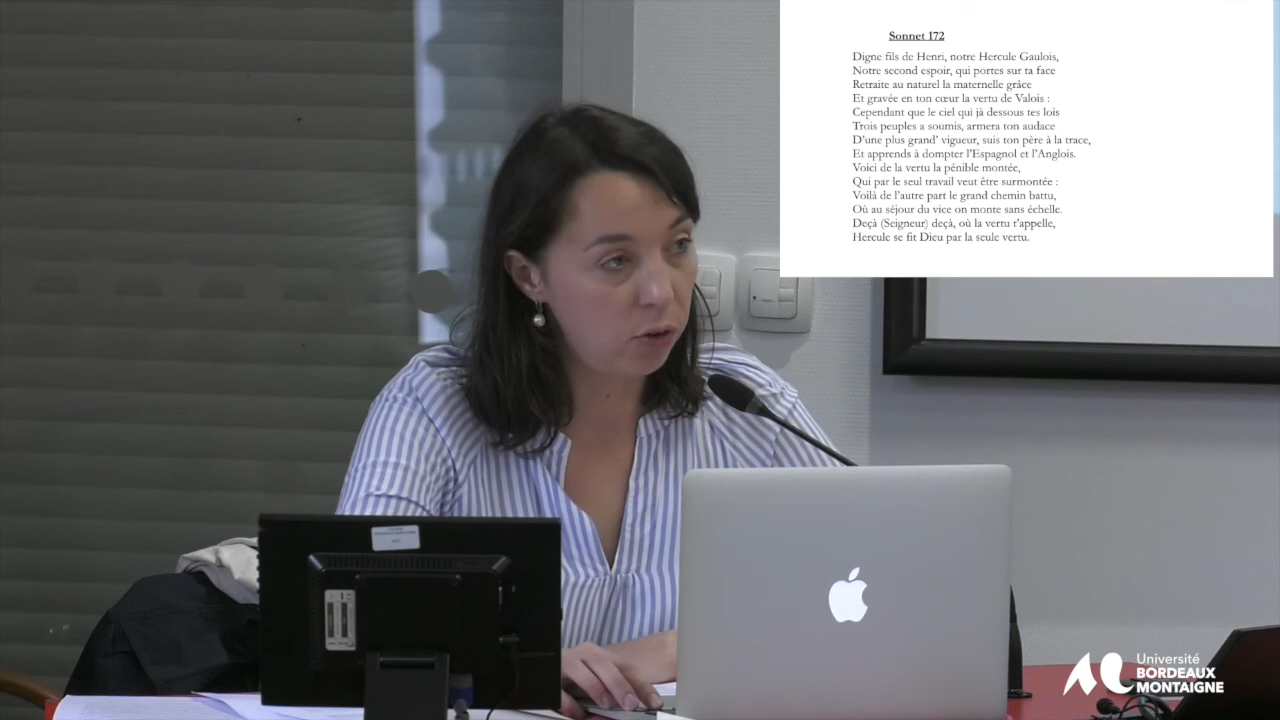 Sonnet 172
Digne fils de Henri, notre Hercule Gaulois,
Notre second espoir, qui portes sur ta face
Retraite au naturel la maternelle grâce
Et gravée en ton cœur la vertu de Valois :
Cependant que le ciel qui jà dessous tes lois
Trois peuples a soumis, armera ton audace
D'une plus grand' vigueur, suis ton père à la trace,
Et apprends à dompter l'Espagnol et l'Anglois.
Voici de la vertu la pénible montée,
Qui par le seul travail veut être surmontée :
Voilà de l'autre part le grand chemin battu,
Où au séjour du vice on monte sans échelle.
Deçà (Seigneur) deçà, où la vertu t'appelle,
Hercule se fit Dieu par la seule vertu.
Université
BORDEAUX
MONTAIGNE